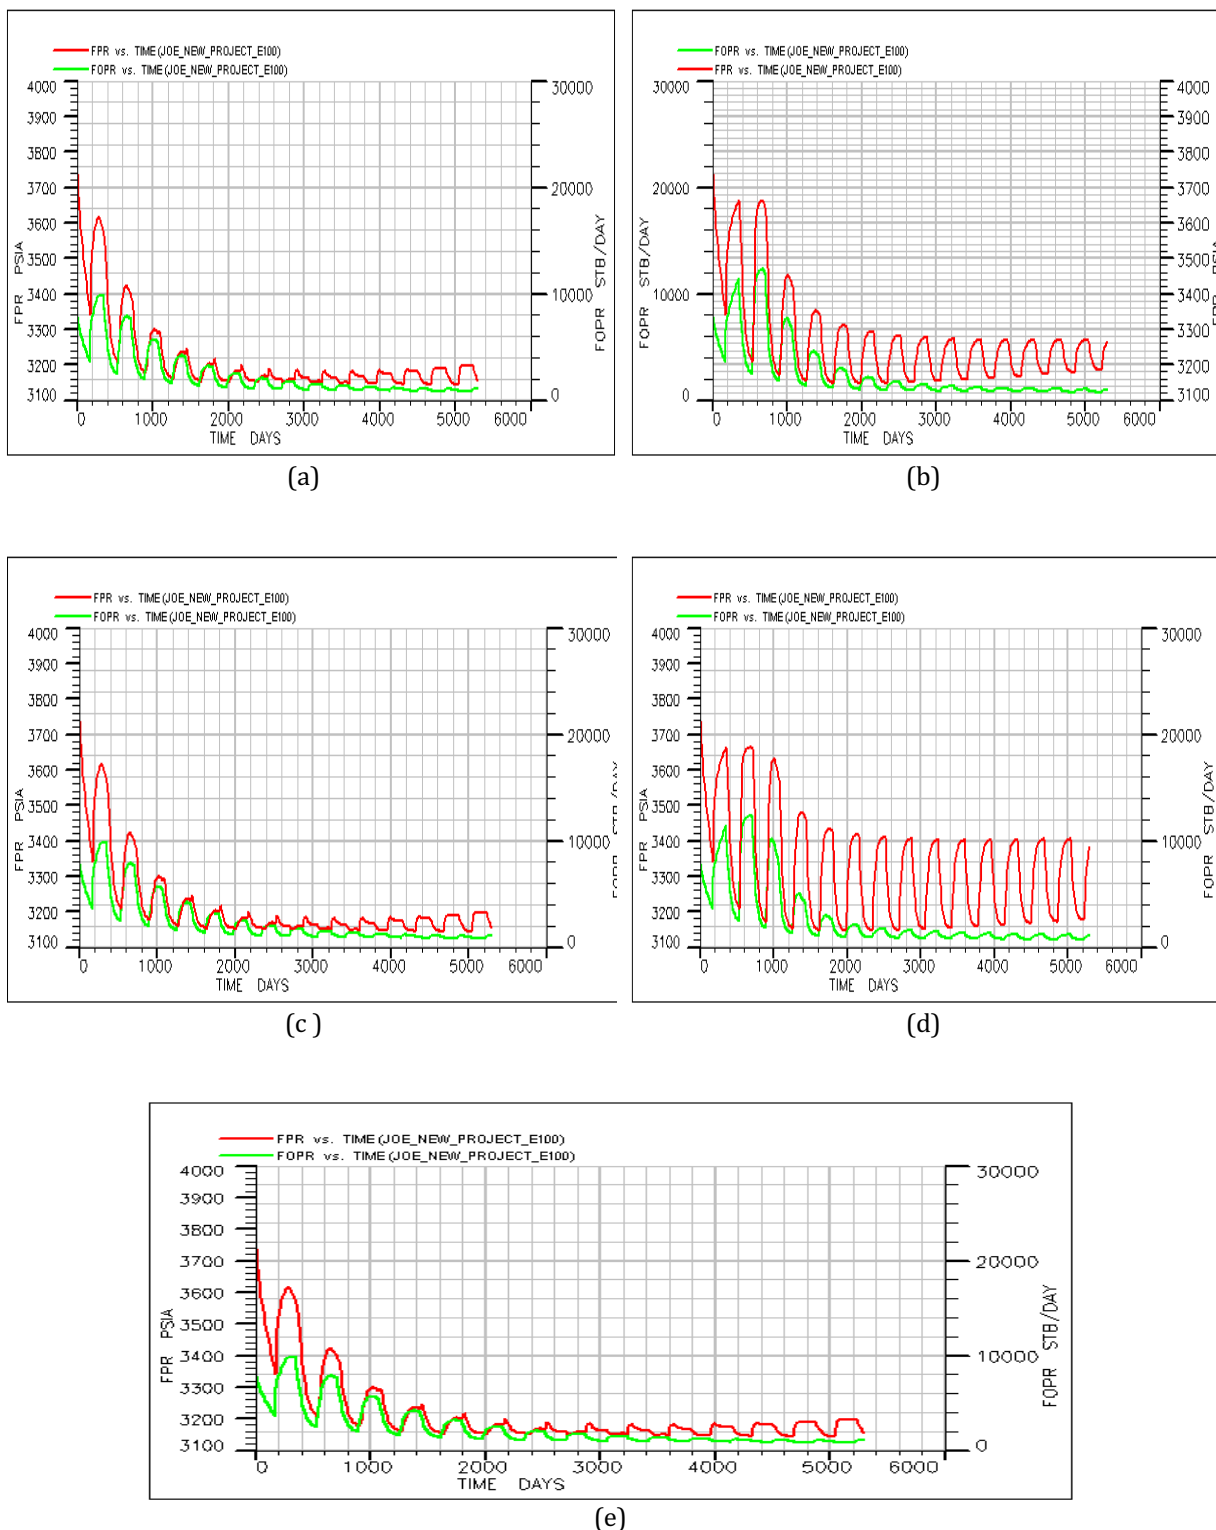 FPR vs. TIME (JOE_NEW_PROJECT_E100)
FOPR vs. TIME (JOE_NEW_PROJECT_E100)
4000
3900
3800
3700
3600
3500
3400
3300
3200
3100
FPR PSIA
30000
20000
10000
0
FOPR STB/DAY
0 1000 2000 3000 4000 5000 6000
TIME DAYS
(a)
FOPR vs. TIME (JOE_NEW_PROJECT_E100)
FPR vs. TIME (JOE_NEW_PROJECT_E100)
30000
20000
10000
0
FOPR STB/DAY
4000
3900
3800
3700
3600
3500
3400
3300
3200
3100
FPR PSIA
0 1000 2000 3000 4000 5000 6000
TIME DAYS
(b)
FPR vs. TIME (JOE_NEW_PROJECT_E100)
FOPR vs. TIME (JOE_NEW_PROJECT_E100)
4000
3900
3800
3700
3600
3500
3400
3300
3200
3100
FPR PSIA
30000
20000
10000
0
FOPR STB/DAY
0 1000 2000 3000 4000 5000 6000
TIME DAYS
(c )
FPR vs. TIME (JOE_NEW_PROJECT_E100)
FOPR vs. TIME (JOE_NEW_PROJECT_E100)
4000
3900
3800
3700
3600
3500
3400
3300
3200
3100
FPR PSIA
30000
20000
10000
0
FOPR STB/DAY
0 1000 2000 3000 4000 5000 6000
TIME DAYS
(d)
FPR vs. TIME (JOE_NEW_PROJECT_E100)
FOPR vs. TIME (JOE_NEW_PROJECT_E100)
4000
3900
3800
3700
3600
3500
3400
3300
3200
3100
FPR PSIA
30000
20000
10000
0
FOPR STB/DAY
0 1000 2000 3000 4000 5000 6000
TIME DAYS
(e)